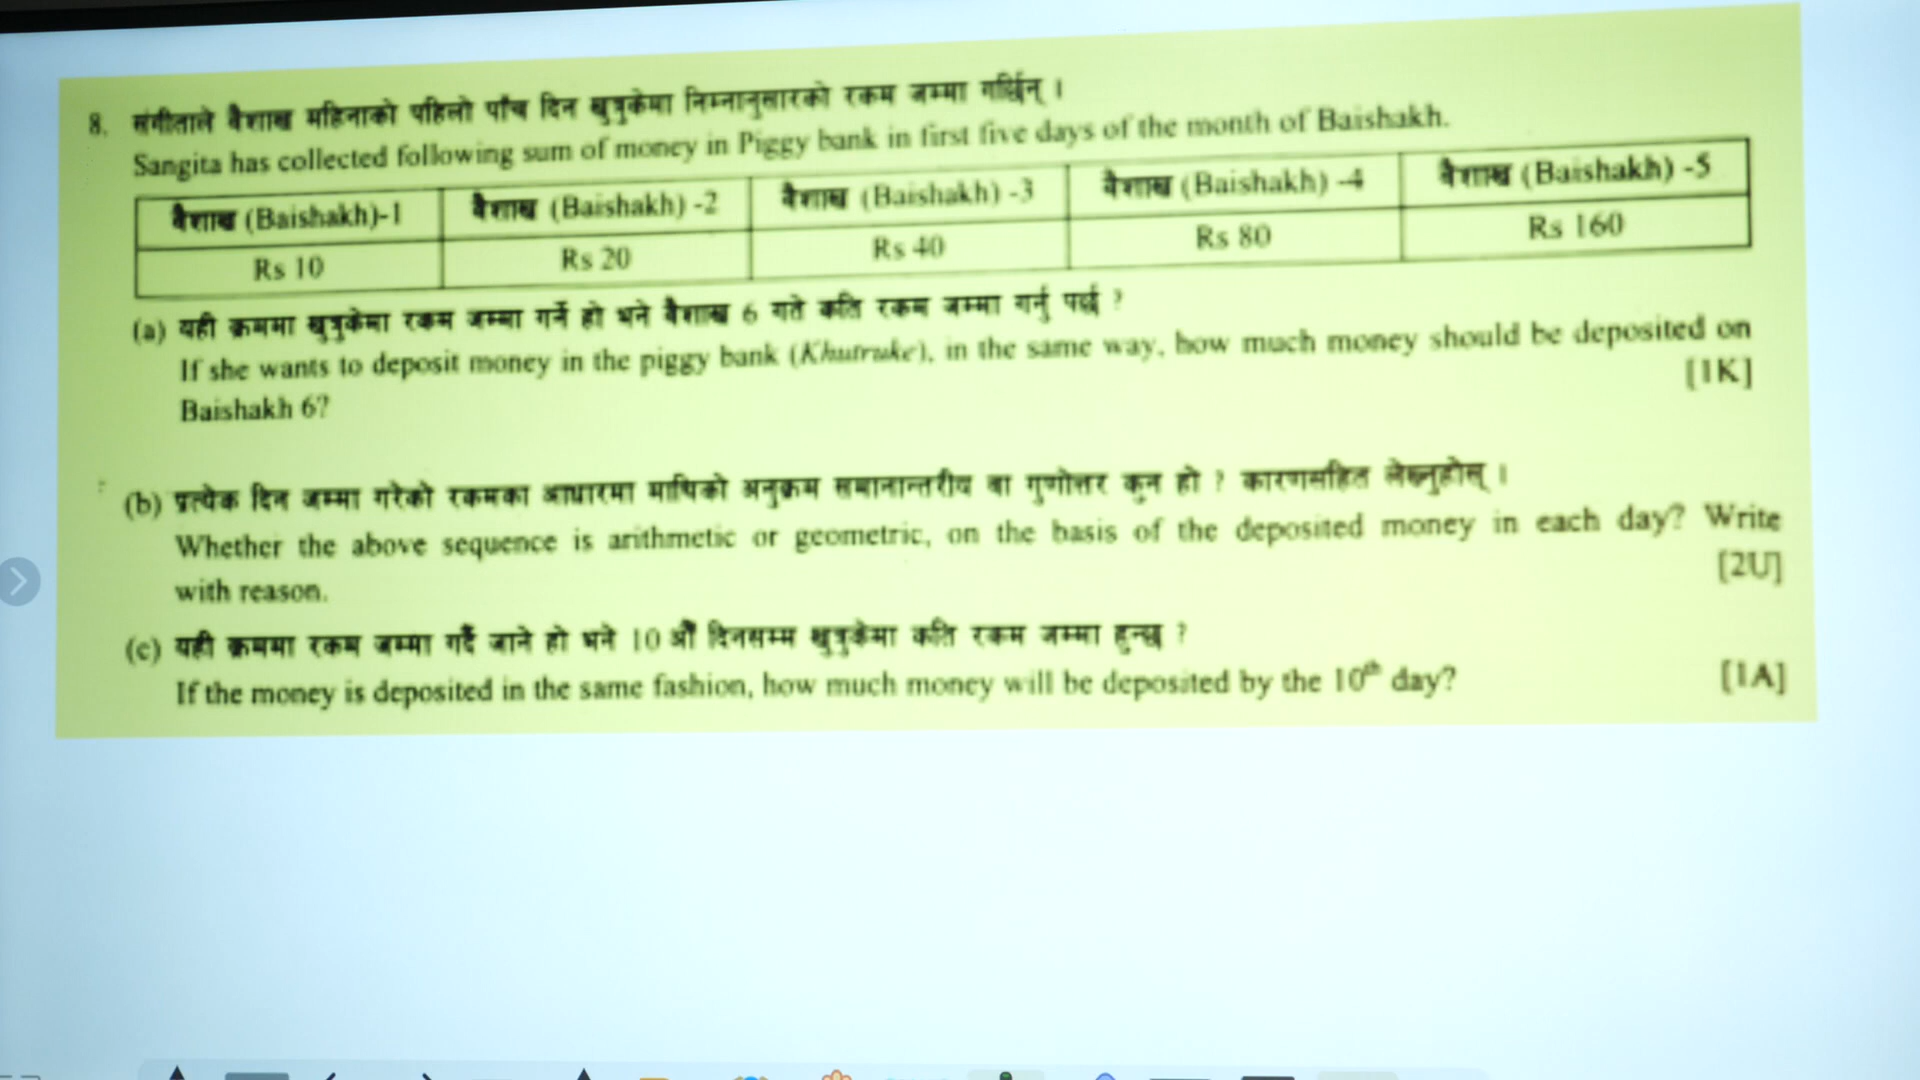 8. संगीताले वैशाख महिनाको पहिलो पाँच दिन खुत्रुकेमा निम्नानुसारको रकम जम्मा गर्छिन् ।
Sangita has collected following sum of money in Piggy bank in first five days of the month of Baishakh.
वैशाख (Baishakh)-1 वैशाख (Baishakh) -2 वैशाख (Baishakh) -3 वैशाख (Baishakh) -4 वैशाख (Baishakh) -5
Rs 10 Rs 20 Rs 40 Rs 80 Rs 160
(a) यही क्रममा खुत्रुकेमा रकम जम्मा गर्ने हो भने वैशाख 6 गते कति रकम जम्मा गर्नु पर्छ ?
If she wants to deposit money in the piggy bank (Khutruke), in the same way, how much money should be deposited on
Baishakh 6? [1K]
(b) प्रत्येक दिन जम्मा गरेको रकमका आधारमा माथिको अनुक्रम समानान्तरीय वा गुणोत्तर कुन हो ? कारणसहित लेख्नुहोस् ।
Whether the above sequence is arithmetic or geometric, on the basis of the deposited money in each day? Write
with reason. [2U]
(c) यही क्रममा रकम जम्मा गर्दै जाने हो भने 10 औं दिनसम्म खुत्रुकेमा कति रकम जम्मा हुन्छ ?
If the money is deposited in the same fashion, how much money will be deposited by the 10th day? [1A]